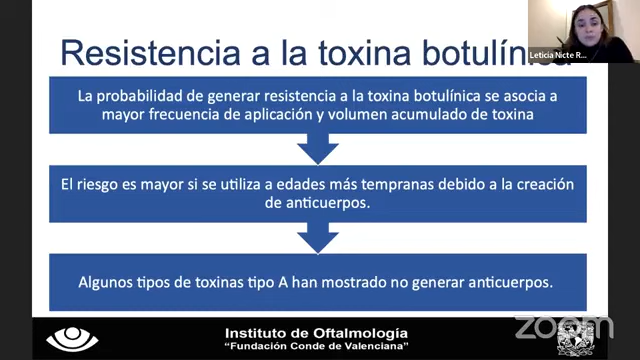 Leticia Nicte R...
Resistencia a la toxina botulínica
La probabilidad de generar resistencia a la toxina botulínica se asocia a
mayor frecuencia de aplicación y volumen acumulado de toxina
El riesgo es mayor si se utiliza a edades más tempranas debido a la creación
de anticuerpos.
Algunos tipos de toxinas tipo A han mostrado no generar anticuerpos.
Instituto de Oftalmología
“Fundación Conde de Valenciana”
zoom